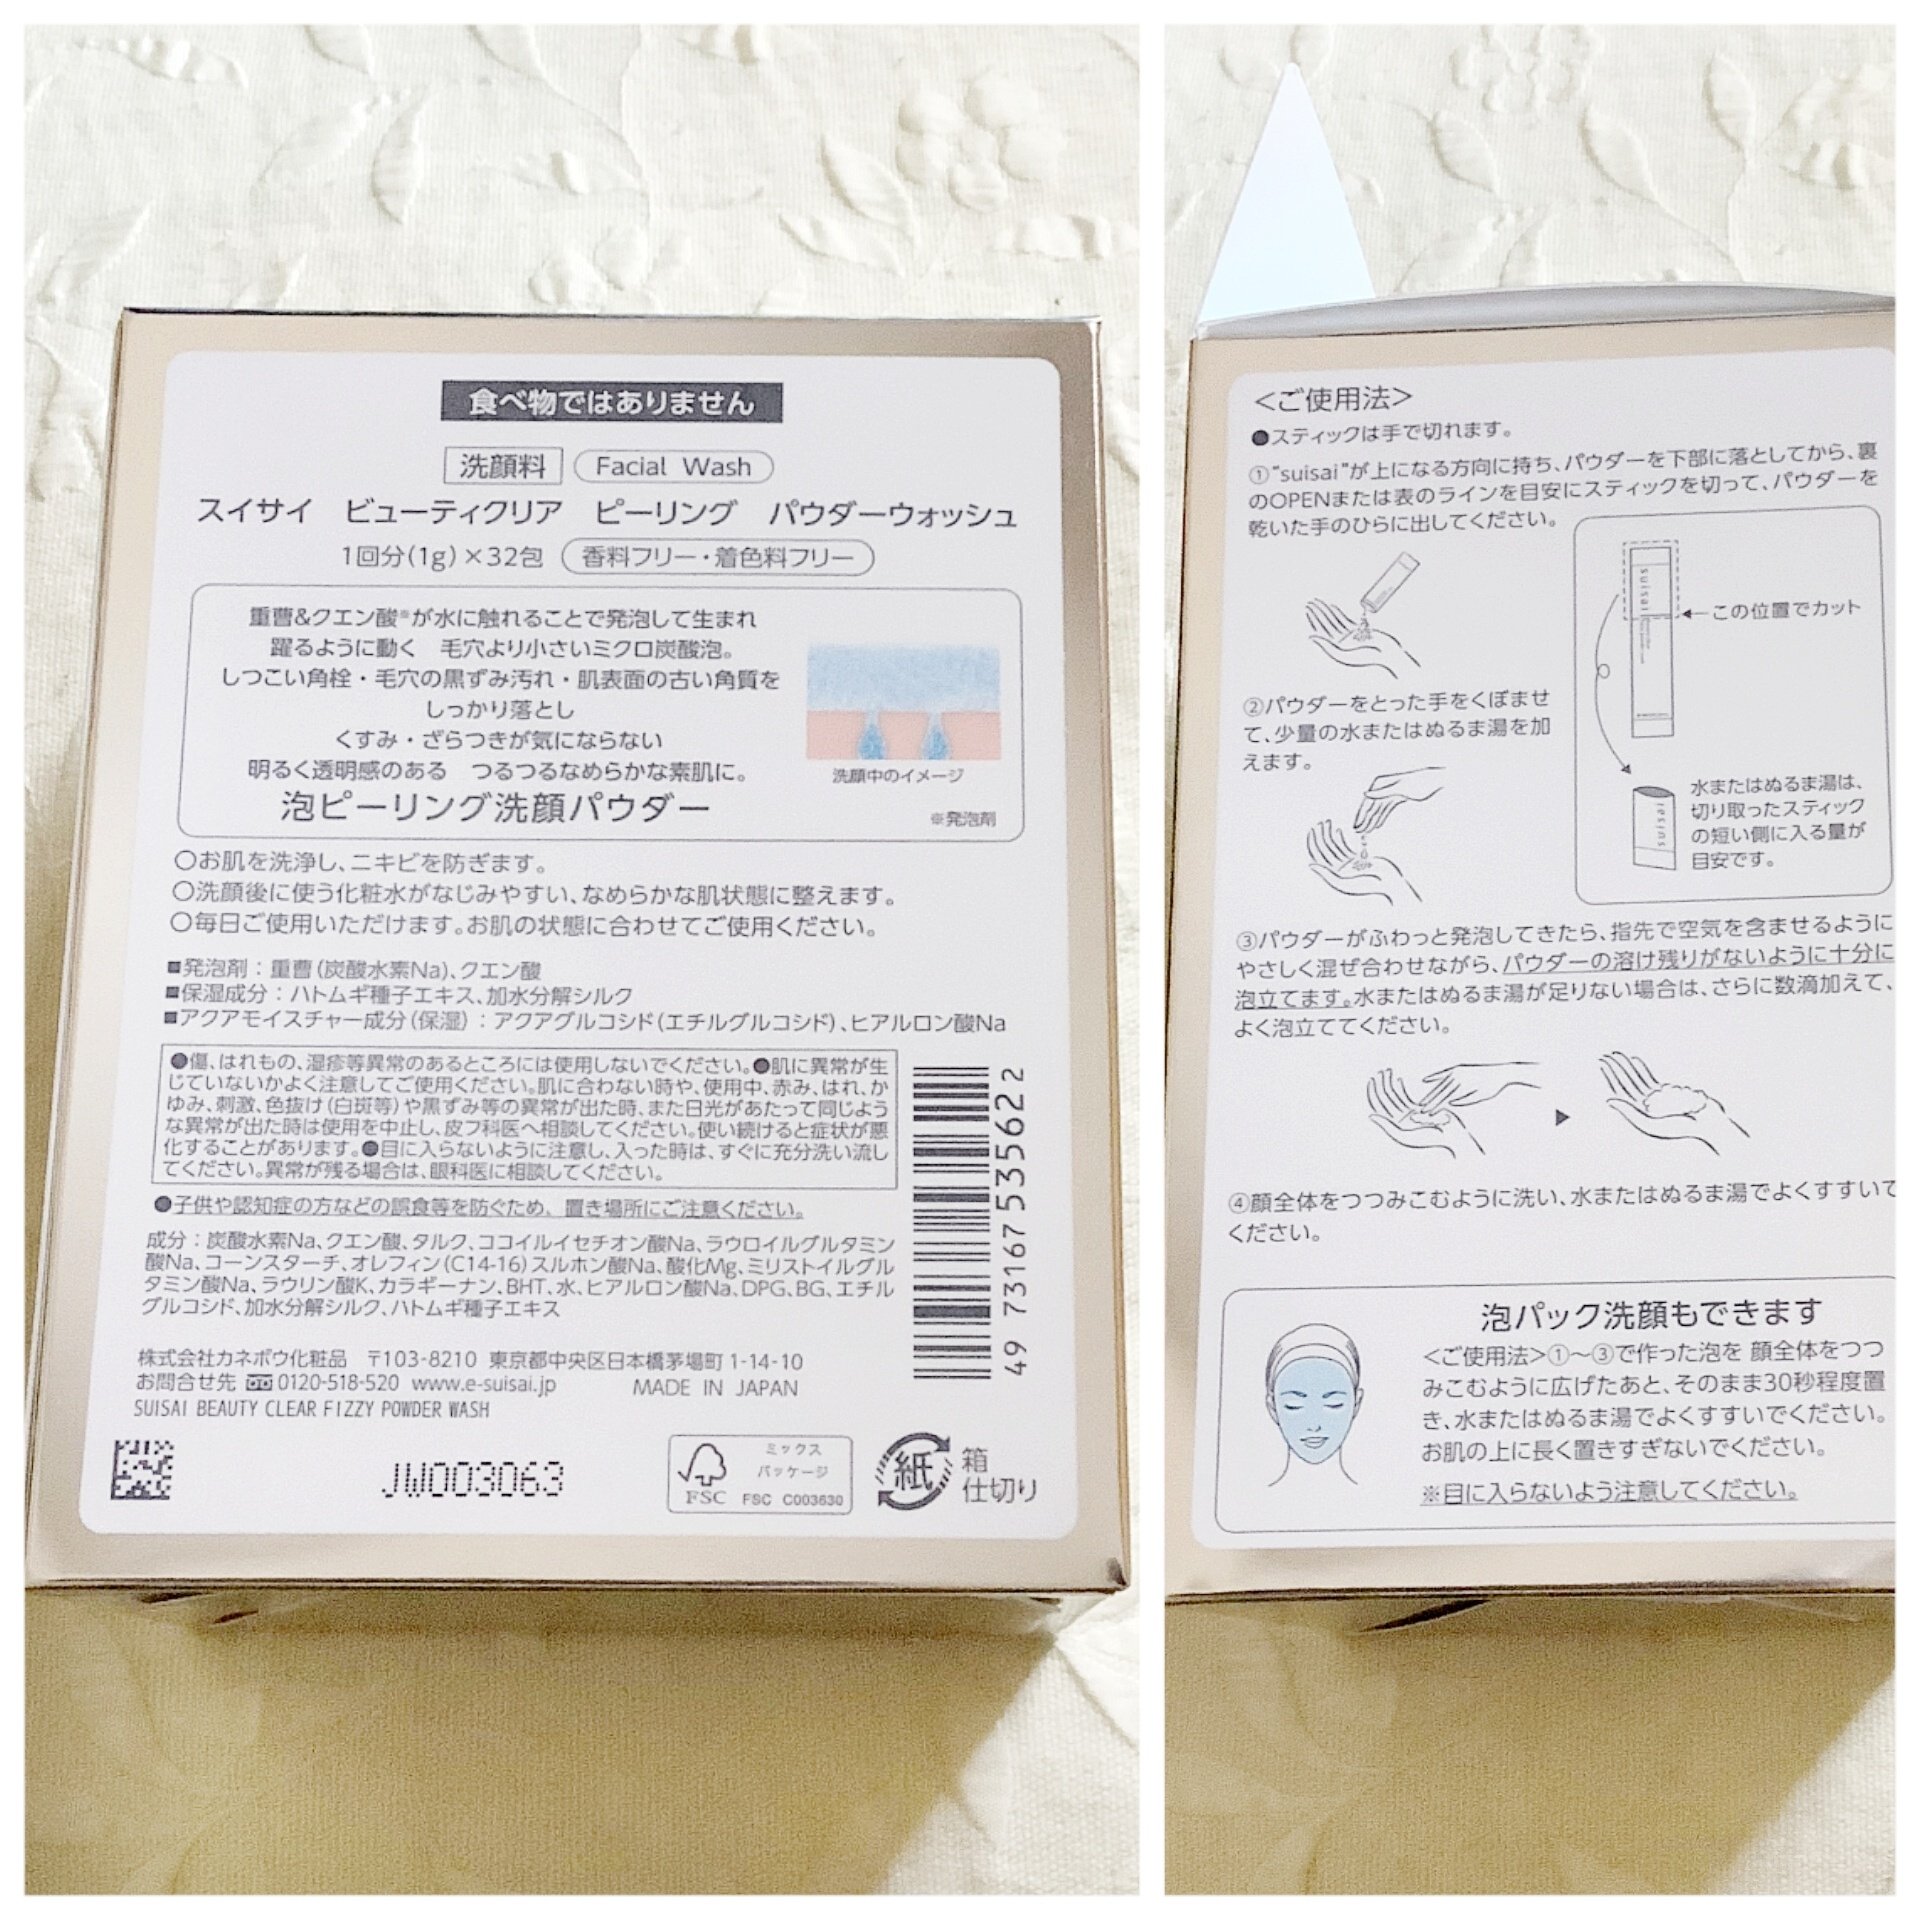 食べ物ではありません
洗顔料 Facial Wash
スイサイ ビューティクリア ピーリング パウダーウォッシュ
1回分(1g)×32包 香料フリー・着色料フリー
重曹&クエン酸※が水に触れることで発泡して生まれ
躍るように動く 毛穴より小さいミクロ炭酸泡。
しつこい角栓・毛穴の黒ずみ汚れ・肌表面の古い角質を
しっかり落とし
くすみ・ざらつきが気にならない
明るく透明感のある つるつるなめらかな素肌に。
泡ピーリング洗顔パウダー
洗顔中のイメージ
※発泡剤
○お肌を洗浄し、ニキビを防ぎます。
○洗顔後に使う化粧水がなじみやすい、なめらかな肌状態に整えます。
○毎日ご使用いただけます。お肌の状態に合わせてご使用ください。
■発泡剤：重曹(炭酸水素Na)、クエン酸
■保湿成分：ハトムギ種子エキス、加水分解シルク
■アクアモイスチャー成分(保湿)：アクアグルコシド(エチルグルコシド)、ヒアルロン酸Na
●傷、はれもの、湿疹等異常のあるところには使用しないでください。●肌に異常が生
じていないかよく注意してご使用ください。肌に合わない時や、使用中、赤み、はれ、か
ゆみ、刺激、色抜け(白斑等)や黒ずみ等の異常が出た時、また日光があたって同じよう
な異常が出た時は使用を中止し、皮フ科医へ相談してください。使い続けると症状が悪
化することがあります。●目に入らないように注意し、入った時は、すぐに充分洗い流し
てください。異常が残る場合は、眼科医に相談してください。
●子供や認知症の方などの誤食等を防ぐため、置き場所にご注意ください。
成分：炭酸水素Na、クエン酸、タルク、ココイルイセチオン酸Na、ラウロイルグルタミン
酸Na、コーンスターチ、オレフィン(C14-16)スルホン酸Na、酸化Mg、ミリストイルグル
タミン酸Na、ラウリン酸K、カラギーナン、BHT、水、ヒアルロン酸Na、DPG、BG、エチル
グルコシド、加水分解シルク、ハトムギ種子エキス
49 73167 535622
株式会社カネボウ化粧品 〒103-8210 東京都中央区日本橋茅場町1-14-10
お問合せ先 0120-518-520 www.e-suisai.jp MADE IN JAPAN
SUISAI BEAUTY CLEAR FIZZY POWDER WASH
JW003063
FSC
ミックス
パッケージ
FSC C003630
紙
箱
仕切り
＜ご使用法＞
●スティックは手で切れます。
①“suisai”が上になる方向に持ち、パウダーを下部に落としてから、裏
のOPENまたは表のラインを目安にスティックを切って、パウダーを
乾いた手のひらに出してください。
suisai
この位置でカット
②パウダーをとった手をくぼませ
て、少量の水またはぬるま湯を加
えます。
水またはぬるま湯は、
切り取ったスティック
の短い側に入る量が
目安です。
suisai
③パウダーがふわっと発泡してきたら、指先で空気を含ませるように
やさしく混ぜ合わせながら、パウダーの溶け残りがないように十分に
泡立てます。水またはぬるま湯が足りない場合は、さらに数滴加えて、
よく泡立ててください。
④顔全体をつつみこむように洗い、水またはぬるま湯でよくすすいで
ください。
泡パック洗顔もできます
＜ご使用法＞①～③で作った泡を 顔全体をつつ
みこむように広げたあと、そのまま30秒程度置
き、水またはぬるま湯でよくすすいでください。
お肌の上に長く置きすぎないでください。
※目に入らないよう注意してください。